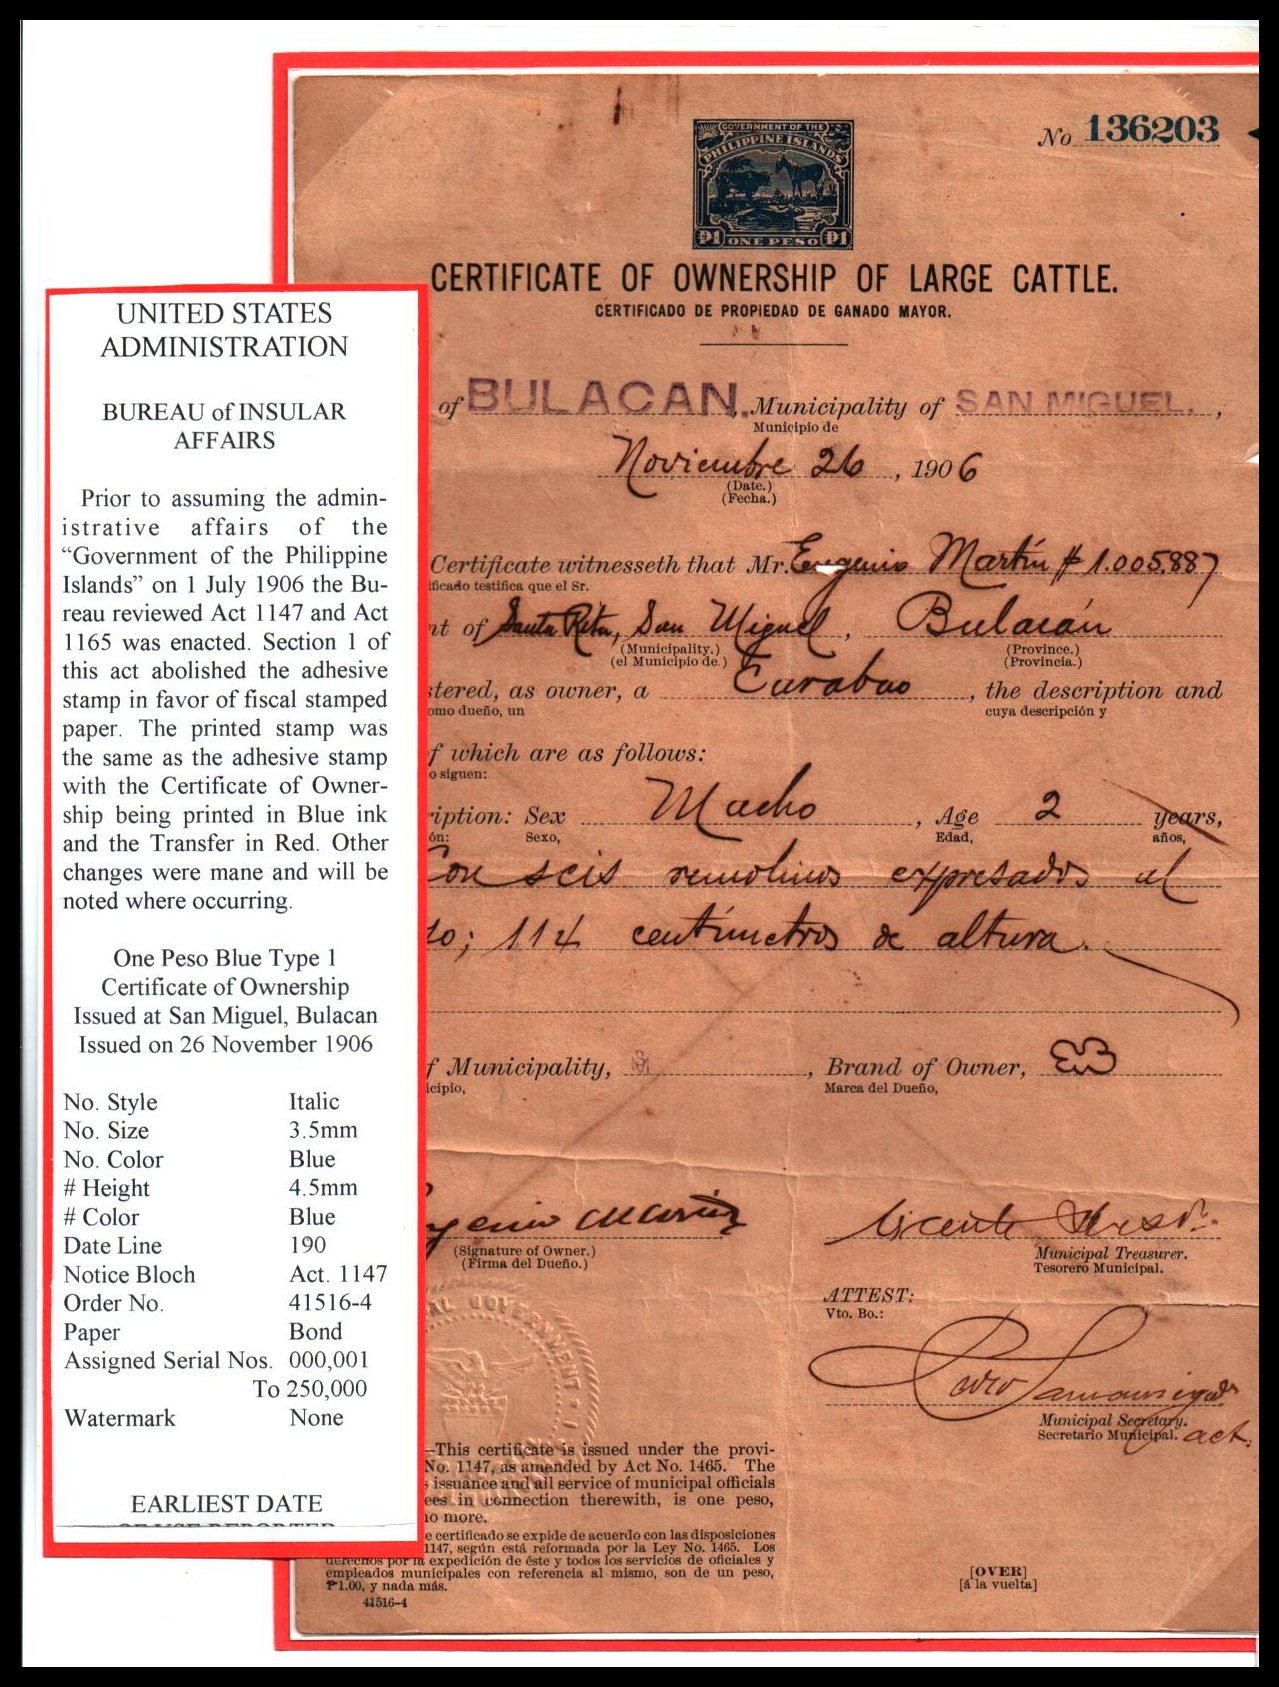 UNITED STATES
ADMINISTRATION
BUREAU of INSULAR
AFFAIRS
Prior to assuming the admin-
istrative affairs of the
“Government of the Philippine
Islands” on 1 July 1906 the Bu-
reau reviewed Act 1147 and Act
1165 was enacted. Section 1 of
this act abolished the adhesive
stamp in favor of fiscal stamped
paper. The printed stamp was
the same as the adhesive stamp
with the Certificate of Owner-
ship being printed in Blue ink
and the Transfer in Red. Other
changes were mane and will be
noted where occurring.
One Peso Blue Type 1
Certificate of Ownership
Issued at San Miguel, Bulacan
Issued on 26 November 1906
No. Style Italic
No. Size 3.5mm
No. Color Blue
# Height 4.5mm
# Color Blue
Date Line 190
Notice Bloch Act. 1147
Order No. 41516-4
Paper Bond
Assigned Serial Nos. 000,001
To 250,000
Watermark None
EARLIEST DATE
GOVERNMENT OF THE
PHILIPPINE ISLANDS
₱1 ONE PESO ₱1
No 136203
CERTIFICATE OF OWNERSHIP OF LARGE CATTLE.
CERTIFICADO DE PROPIEDAD DE GANADO MAYOR.
of BULACAN, Municipality of SAN MIGUEL,
Municipio de
Noviembre 26, 1906
(Date.)
(Fecha.)
Certificate witnesseth that Mr. Eugenio Martín # 1.005.887
ificado testifica que el Sr.
nt of Santa Rita, San Miguel, Bulacán
(Municipality.) (Province.)
(el Municipio de) (Provincia.)
stered, as owner, a Carabao, the description and
omo dueño, un cuya descripción y
f which are as follows:
o siguen:
ription: Sex Macho, Age 2 years,
ón: Sexo, Edad, años,
Con seis remolinos expresados al
do; 114 centímetros de altura.
f Municipality, Brand of Owner,
icipio, Marca del Dueño,
Eugenio Martin
(Signature of Owner.)
(Firma del Dueño.)
Vicente
Municipal Treasurer.
Tesorero Municipal.
ATTEST:
Vto. Bo.:
Municipal Secretary.
Secretario Municipal. act.
GOVERNMENT
—This certificate is issued under the provi-
No. 1147, as amended by Act No. 1465. The
issuance and all service of municipal officials
ees in connection therewith, is one peso,
no more.
e certificado se expide de acuerdo con las disposiciones
1147, según está reformada por la Ley No. 1465. Los
derechos por la expedición de éste y todos los servicios de oficiales y
empleados municipales con referencia al mismo, son de un peso,
₱1.00, y nada más.
41516-4
[OVER]
[á la vuelta]